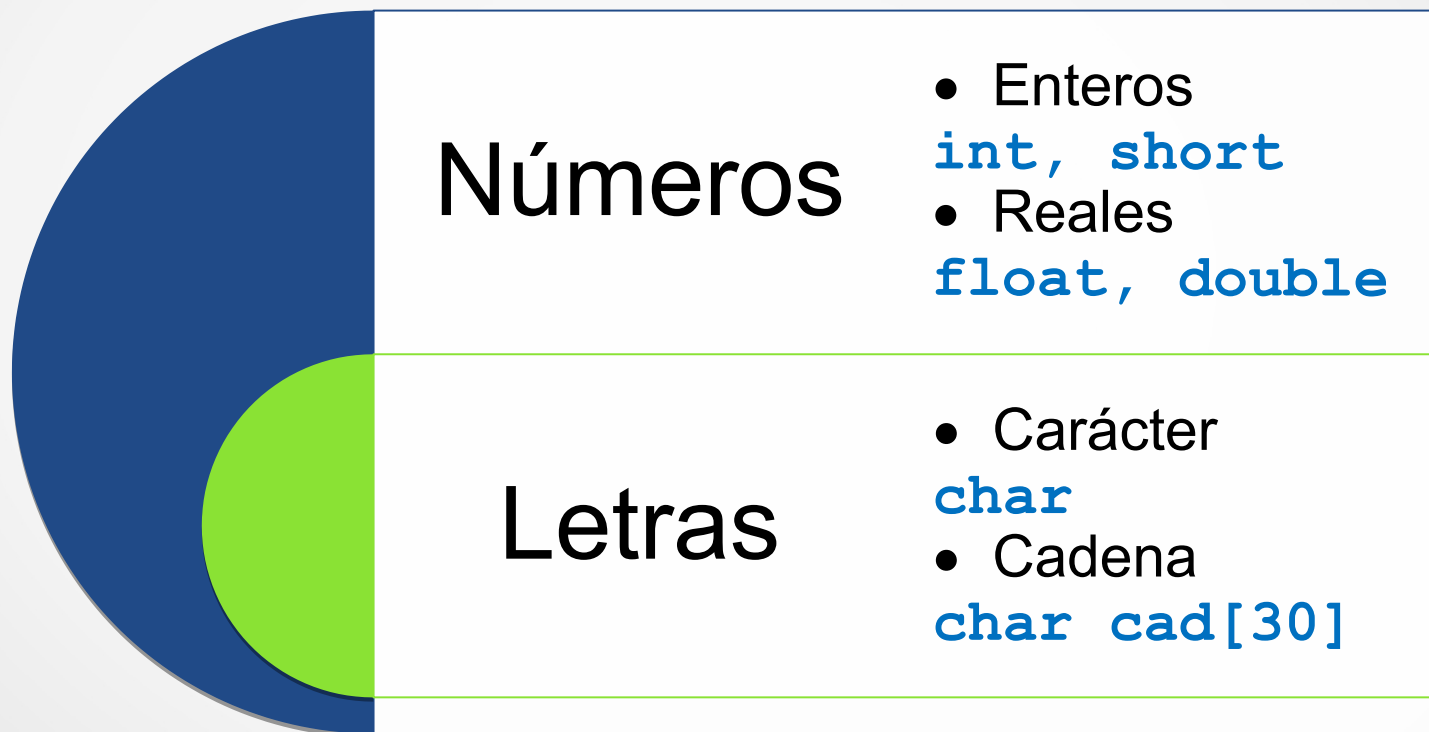 Números
• Enteros
int, short
• Reales
float, double
Letras
• Carácter
char
• Cadena
char cad[30]